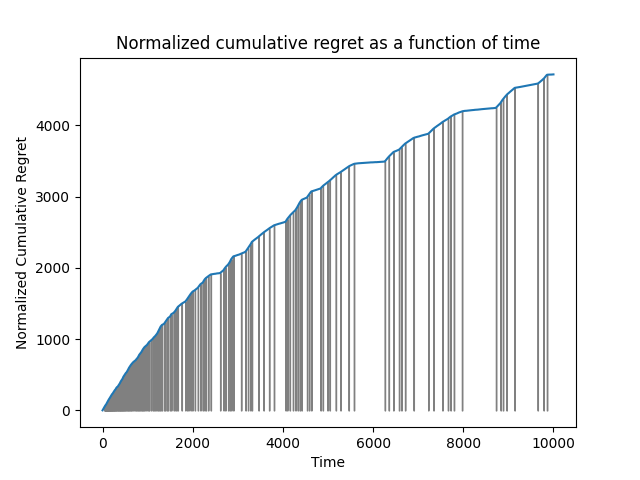 Normalized cumulative regret as a function of time
Normalized Cumulative Regret
4000
3000
2000
1000
0
0 2000 4000 6000 8000 10000
Time